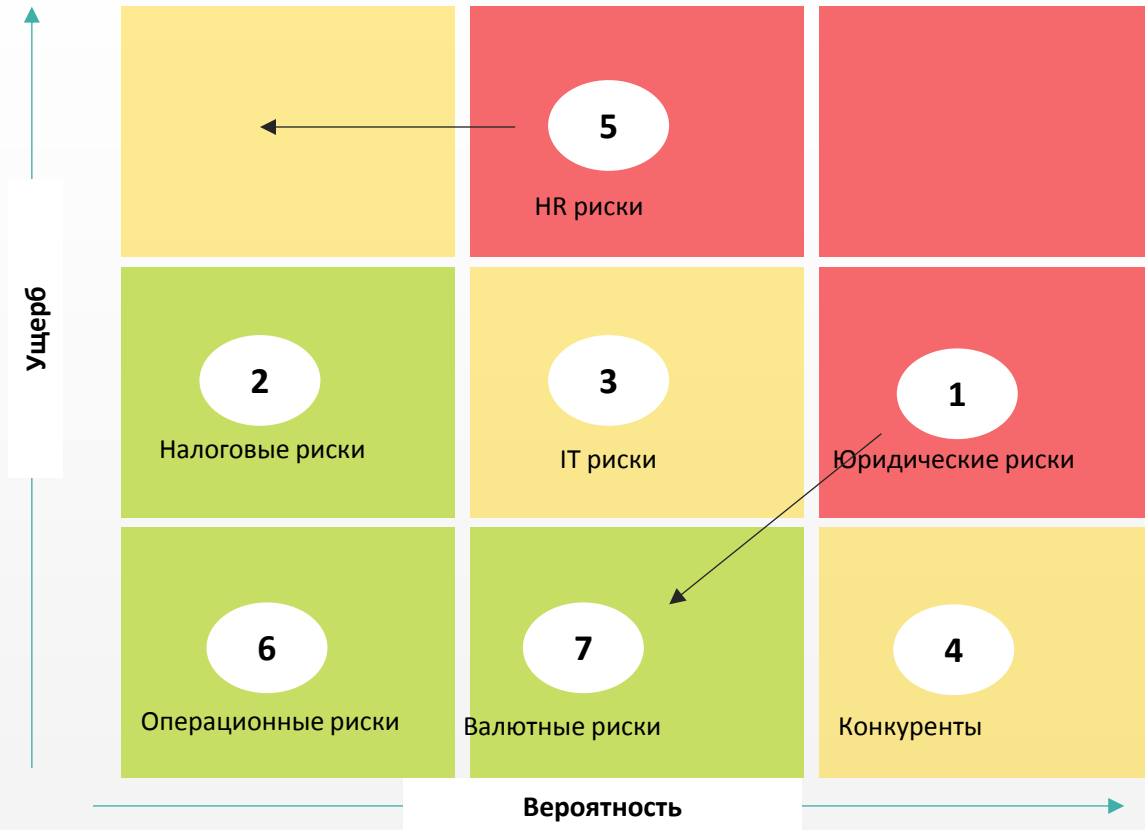 5
HR риски
Ущерб
2
Налоговые риски
3
IT риски
1
Юридические риски
6
Операционные риски
7
Валютные риски
4
Конкуренты
Вероятность